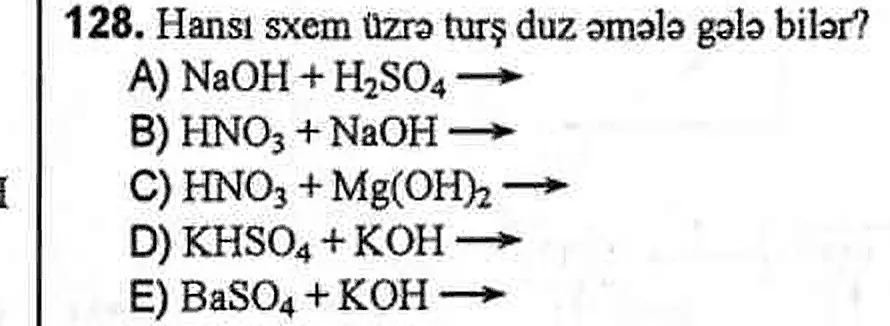 128. Hansı sxem üzrə turş duz əmələ gələ bilər?
A) NaOH + H₂SO₄ ⟶
B) HNO₃ + NaOH ⟶
C) HNO₃ + Mg(OH)₂ ⟶
D) KHSO₄ + KOH ⟶
E) BaSO₄ + KOH ⟶